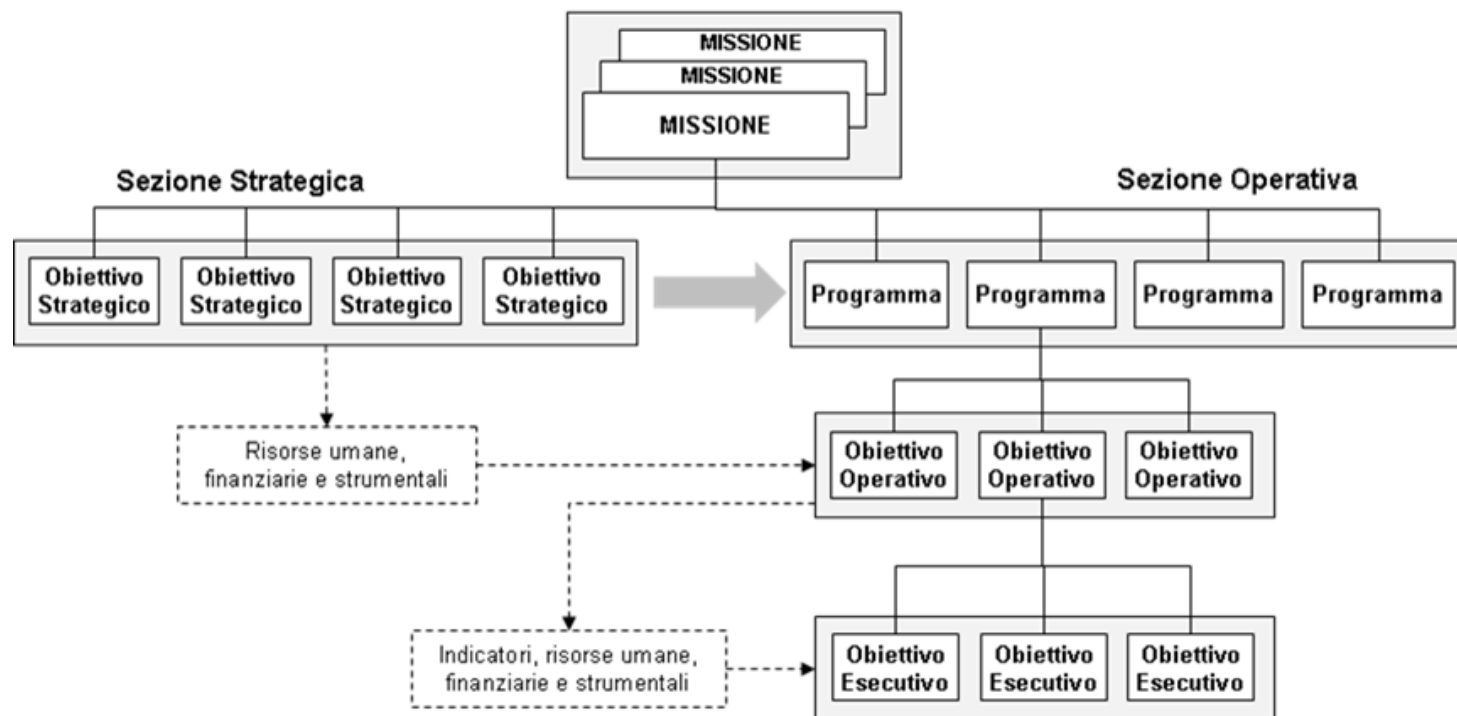 MISSIONE
MISSIONE
MISSIONE
Sezione Strategica
Sezione Operativa
Obiettivo
Strategico
Obiettivo
Strategico
Obiettivo
Strategico
Obiettivo
Strategico
Programma
Programma
Programma
Programma
Risorse umane,
finanziarie e strumentali
Obiettivo
Operativo
Obiettivo
Operativo
Obiettivo
Operativo
Indicatori, risorse umane,
finanziarie e strumentali
Obiettivo
Esecutivo
Obiettivo
Esecutivo
Obiettivo
Esecutivo